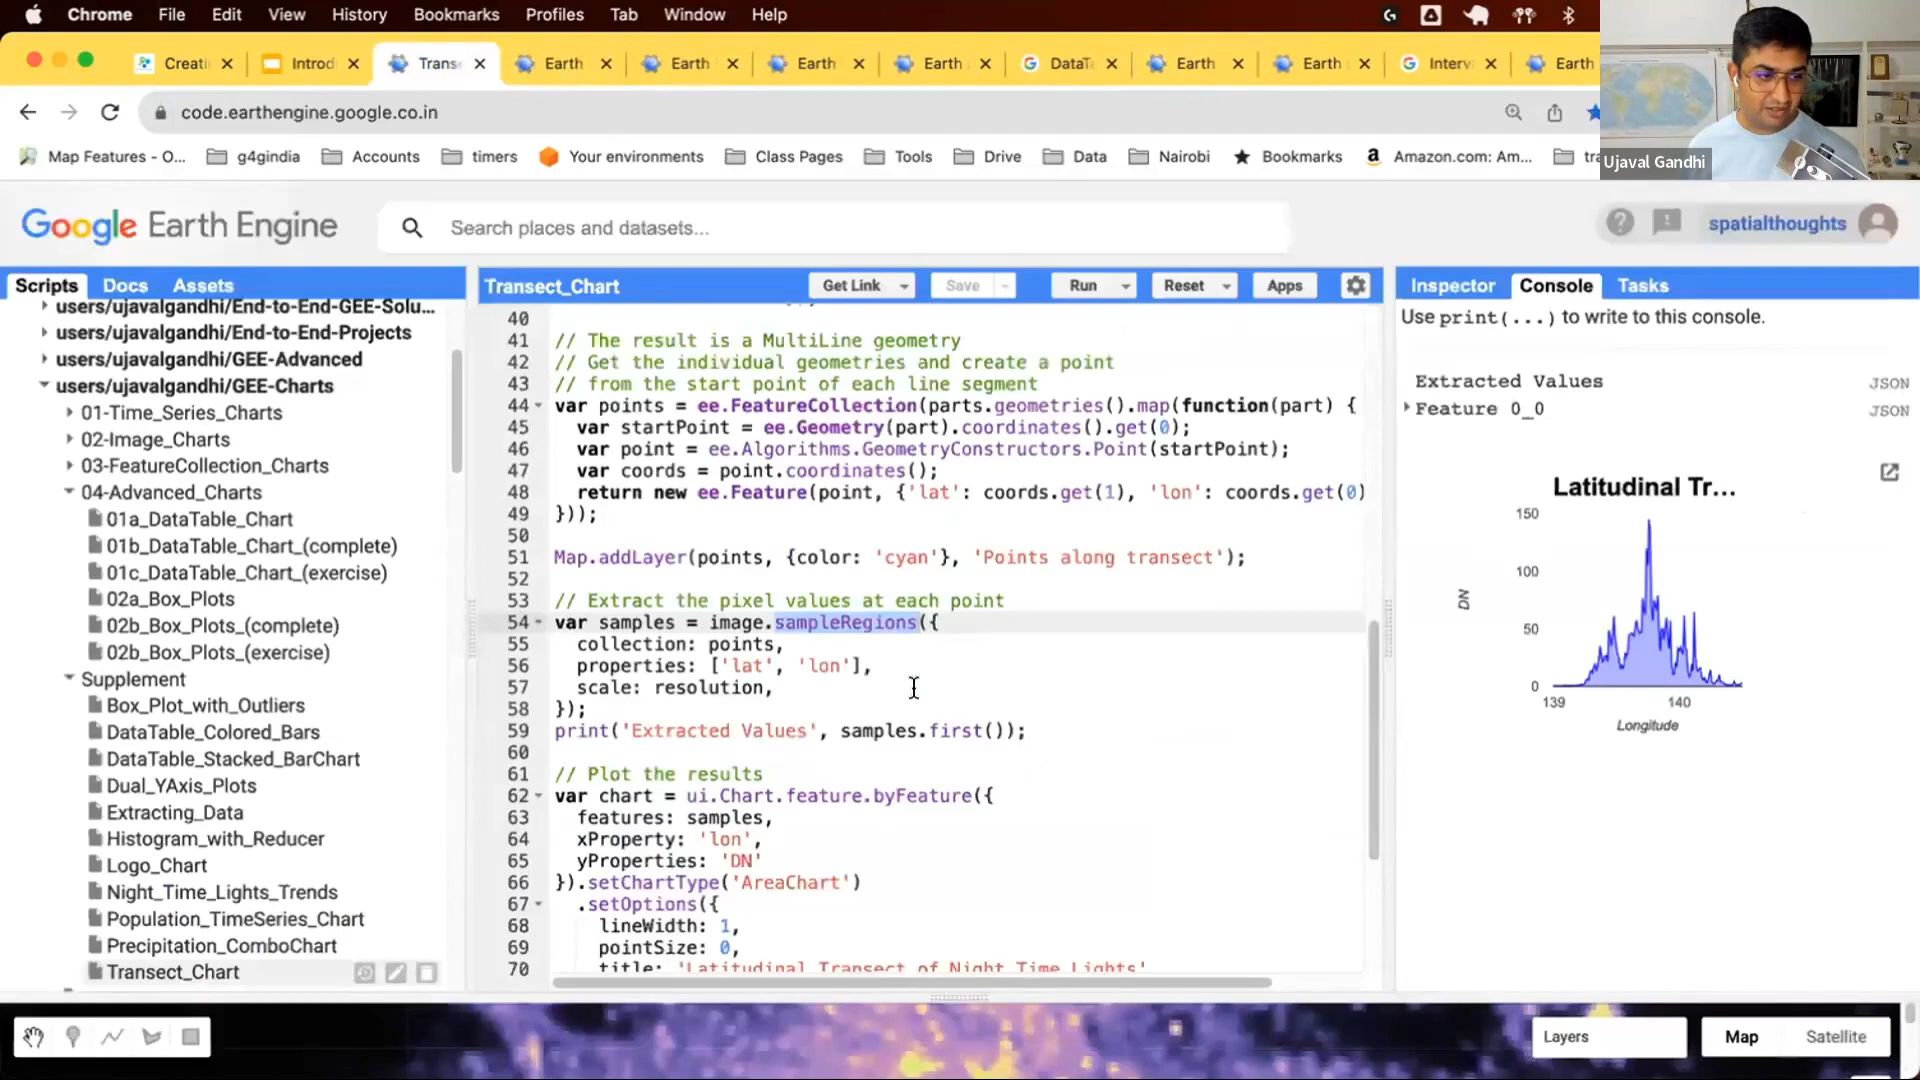 Chrome File Edit View History Bookmarks Profiles Tab Window Help
Creati Introd Trans Earth Earth Earth Earth DataT Earth Earth Interv Earth
code.earthengine.google.co.in
Map Features - O... g4gindia Accounts timers Your environments Class Pages Tools Drive Data Nairobi Bookmarks Amazon.com: Am...
Ujaval Gandhi
Google Earth Engine
Search places and datasets...
spatialthoughts
Scripts Docs Assets
users/ujavalgandhi/End-to-End-GEE-Solu...
users/ujavalgandhi/End-to-End-Projects
users/ujavalgandhi/GEE-Advanced
users/ujavalgandhi/GEE-Charts
01-Time_Series_Charts
02-Image_Charts
03-FeatureCollection_Charts
04-Advanced_Charts
01a_DataTable_Chart
01b_DataTable_Chart_(complete)
01c_DataTable_Chart_(exercise)
02a_Box_Plots
02b_Box_Plots_(complete)
02b_Box_Plots_(exercise)
Supplement
Box_Plot_with_Outliers
DataTable_Colored_Bars
DataTable_Stacked_BarChart
Dual_YAxis_Plots
Extracting_Data
Histogram_with_Reducer
Logo_Chart
Night_Time_Lights_Trends
Population_TimeSeries_Chart
Precipitation_ComboChart
Transect_Chart
Transect_Chart Get Link Save Run Reset Apps
40
41 // The result is a MultiLine geometry
42 // Get the individual geometries and create a point
43 // from the start point of each line segment
44 var points = ee.FeatureCollection(parts.geometries().map(function(part) {
45 var startPoint = ee.Geometry(part).coordinates().get(0);
46 var point = ee.Algorithms.GeometryConstructors.Point(startPoint);
47 var coords = point.coordinates();
48 return new ee.Feature(point, {'lat': coords.get(1), 'lon': coords.get(0)
49 }));
50
51 Map.addLayer(points, {color: 'cyan'}, 'Points along transect');
52
53 // Extract the pixel values at each point
54 var samples = image.sampleRegions({
55 collection: points,
56 properties: ['lat', 'lon'],
57 scale: resolution,
58 });
59 print('Extracted Values', samples.first());
60
61 // Plot the results
62 var chart = ui.Chart.feature.byFeature({
63 features: samples,
64 xProperty: 'lon',
65 yProperties: 'DN'
66 }).setChartType('AreaChart')
67 .setOptions({
68 lineWidth: 1,
69 pointSize: 0,
70 title: 'Latitudinal Transect of Night Time Lights'
Inspector Console Tasks
Use print(...) to write to this console.
Extracted Values JSON
Feature 0_0 JSON
Latitudinal Tr...
150
100
50
0
DN
139 140
Longitude
Layers Map Satellite